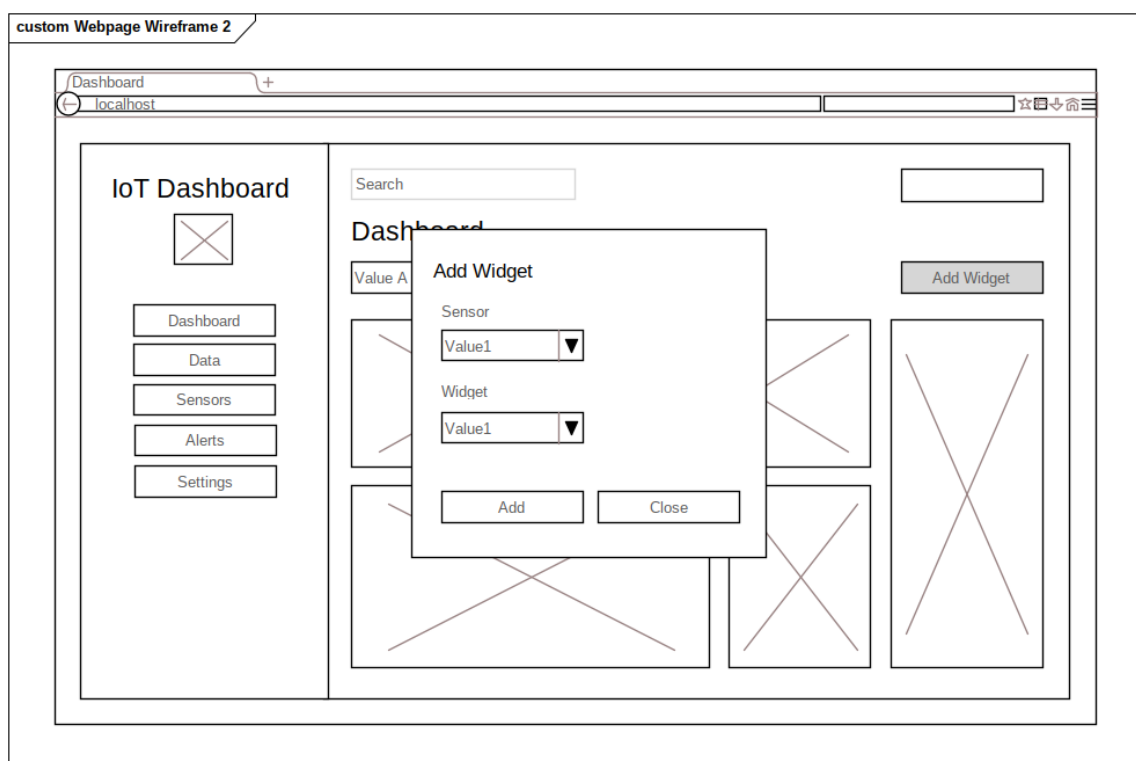 custom Webpage Wireframe 2
Dashboard
localhost
IoT Dashboard
Dashboard
Data
Sensors
Alerts
Settings
Search
Dashboard
Value A
Add Widget
Add Widget
Sensor
Value1
Widget
Value1
Add
Close